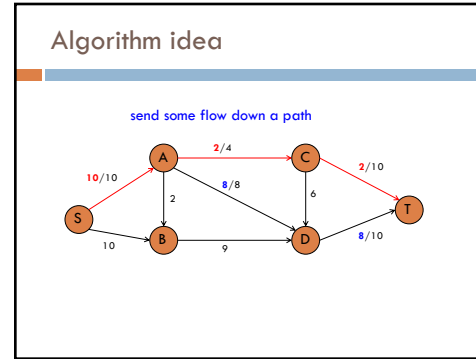 Algorithm idea
send some flow down a path
A
2/4
C
10/10
2
8/8
6
2/10
S
T
10
B
9
D
8/10